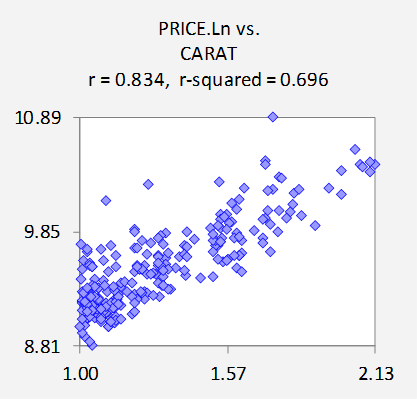 PRICE.Ln vs.
CARAT
r = 0.834, r-squared = 0.696
10.89
9.85
8.81
1.00 1.57 2.13